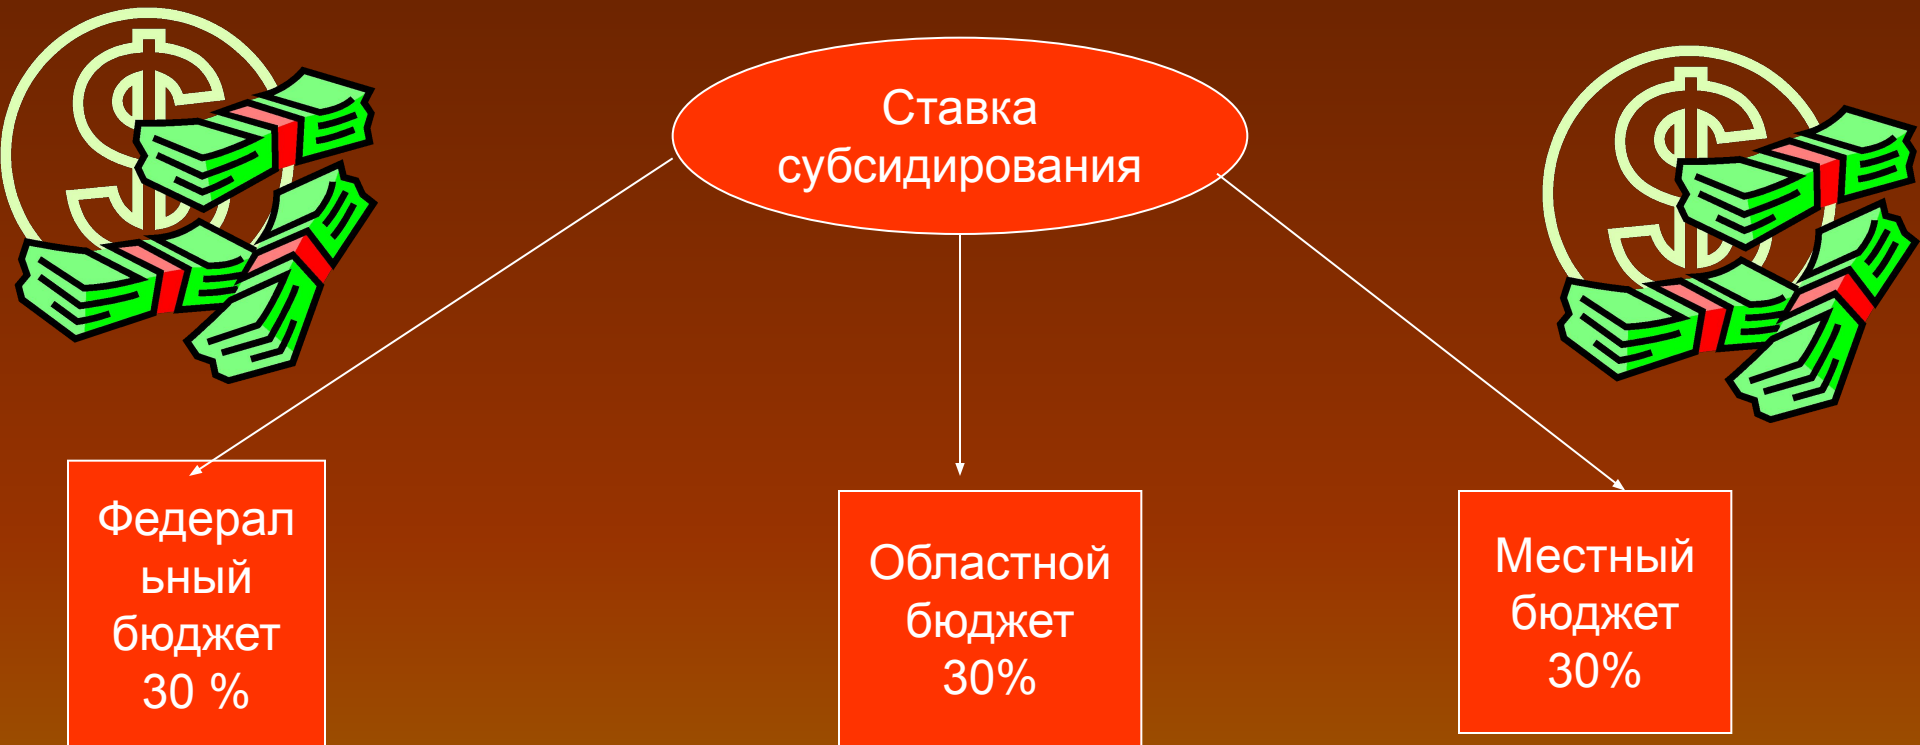 Ставка
субсидирования
Федерал
ьный
бюджет
30 %
Областной
бюджет
30%
Местный
бюджет
30%